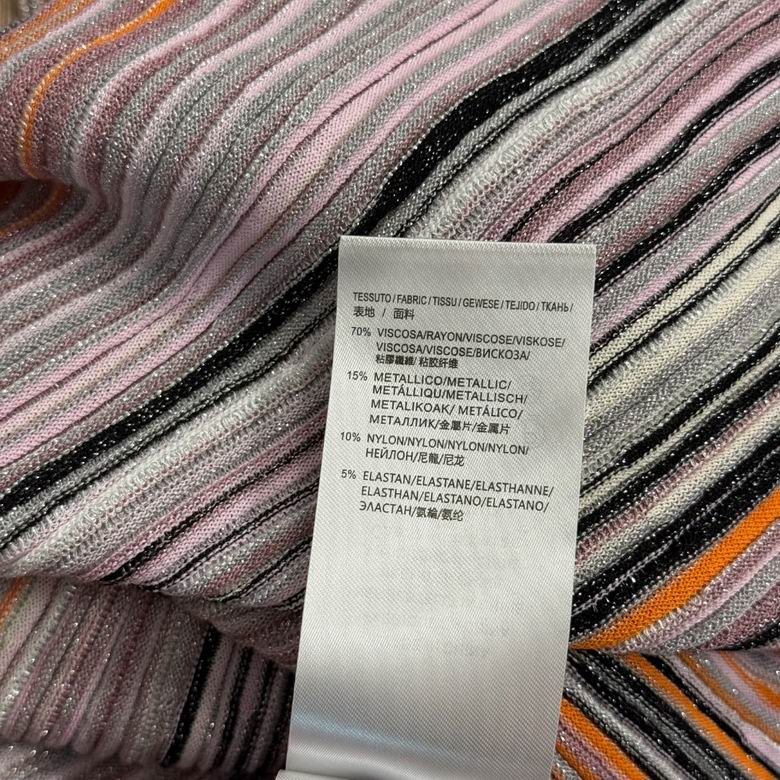 TESSUTO / FABRIC / TISSU / GEWESE / TEJIDO / ТКАНЬ /
表地 / 面料
70% VISCOSA/RAYON/VISCOSE/VISKOSE/
VISCOSA/VISCOSE/ВИСКОЗА/
粘膠纖維/ 粘胶纤维
15% METALLICO/METALLIC/
METÁLLIQU/METALLISCH/
METALIKOAK/ METÁLICO/
МЕТАЛЛИК/金屬片/金属片
10% NYLON/NYLON/NYLON/NYLON/
НЕЙЛОН/尼龍/尼龙
5% ELASTAN/ELASTANE/ELASTHANNE/
ELASTHAN/ELASTANO/ELASTANO/
ЭЛАСТАН/氨綸/氨纶